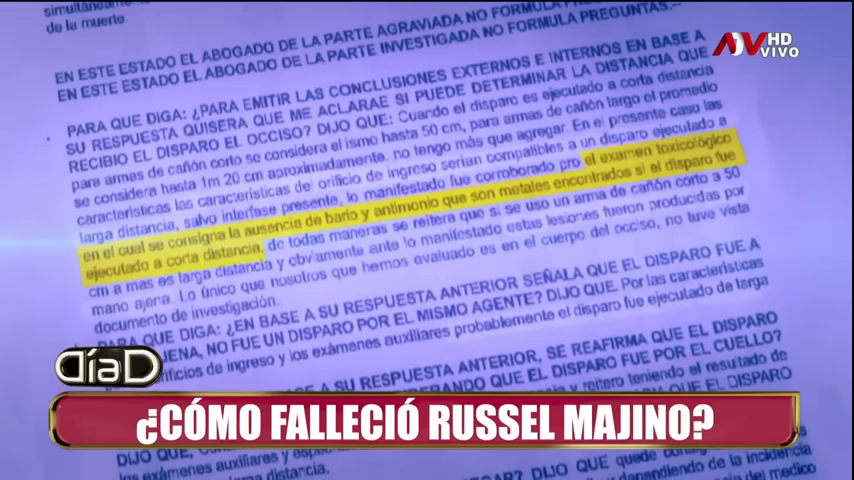 simultáneamen
de la muerte.
EN ESTE ESTADO EL ABOGADO DE LA PARTE AGRAVIADA NO FORMULA PREGUNTAS.-
EN ESTE ESTADO EL ABOGADO DE LA PARTE INVESTIGADA NO FORMULA PREGUNTAS.-
PARA QUE DIGA: ¿PARA EMITIR LAS CONCLUSIONES EXTERNOS E INTERNOS EN BASE A
SU RESPUESTA QUISERA QUE ME ACLARAE SI PUEDE DETERMINAR LA DISTANCIA QUE
RECIBIO EL DISPARO EL OCCISO? DIJO QUE: Cuando el disparo es ejecutado a corta distancia
para armas de cañón corto se considera el ismo hasta 50 cm, para armas de cañón largo el promedio
se considera hasta 1m 20 cm aproximadamente, no tengo más que agregar. En el presente caso las
características las características del orificio de ingreso serian compatibles a un disparo ejecutado a
larga distancia, salvo interfase presente, lo manifestado fue corroborado pro el examen toxicológico
en el cual se consigna la ausencia de bario y antimonio que son metales encontrados si el disparo fue
ejecutado a corta distancia, de todas maneras se reitera que si se uso un arma de cañón corto a 50
cm a mas es larga distancia y obviamente ante lo manifestado estas lesiones fueron producidas por
mano ajena. Lo único que nosotros que hemos evaluado es en el cuerpo del occiso, no tuve vista
documento de investigación.
PARA QUE DIGA: ¿EN BASE A SU RESPUESTA ANTERIOR SEÑALA QUE EL DISPARO FUE A
JENA, NO FUE UN DISPARO POR EL MISMO AGENTE? DIJO QUE: Por las características
rificios de ingreso y los exámenes auxiliares probablemente el disparo fue ejecutado de larga
BASE A SU RESPUESTA ANTERIOR, SE REAFIRMA QUE EL DISPARO
ERANDO QUE EL DISPARO FUE POR EL CUELLO?
y reitero teniendo el resultado de
EL DISPARO
DIJO QUE,
los exámenes auxiliares y
larga distancia.
DIJO QUE puede
dependiendo de la incidencia
del medico
ATV HD
VIVO
DíaD
¿CÓMO FALLECIÓ RUSSEL MAJINO?